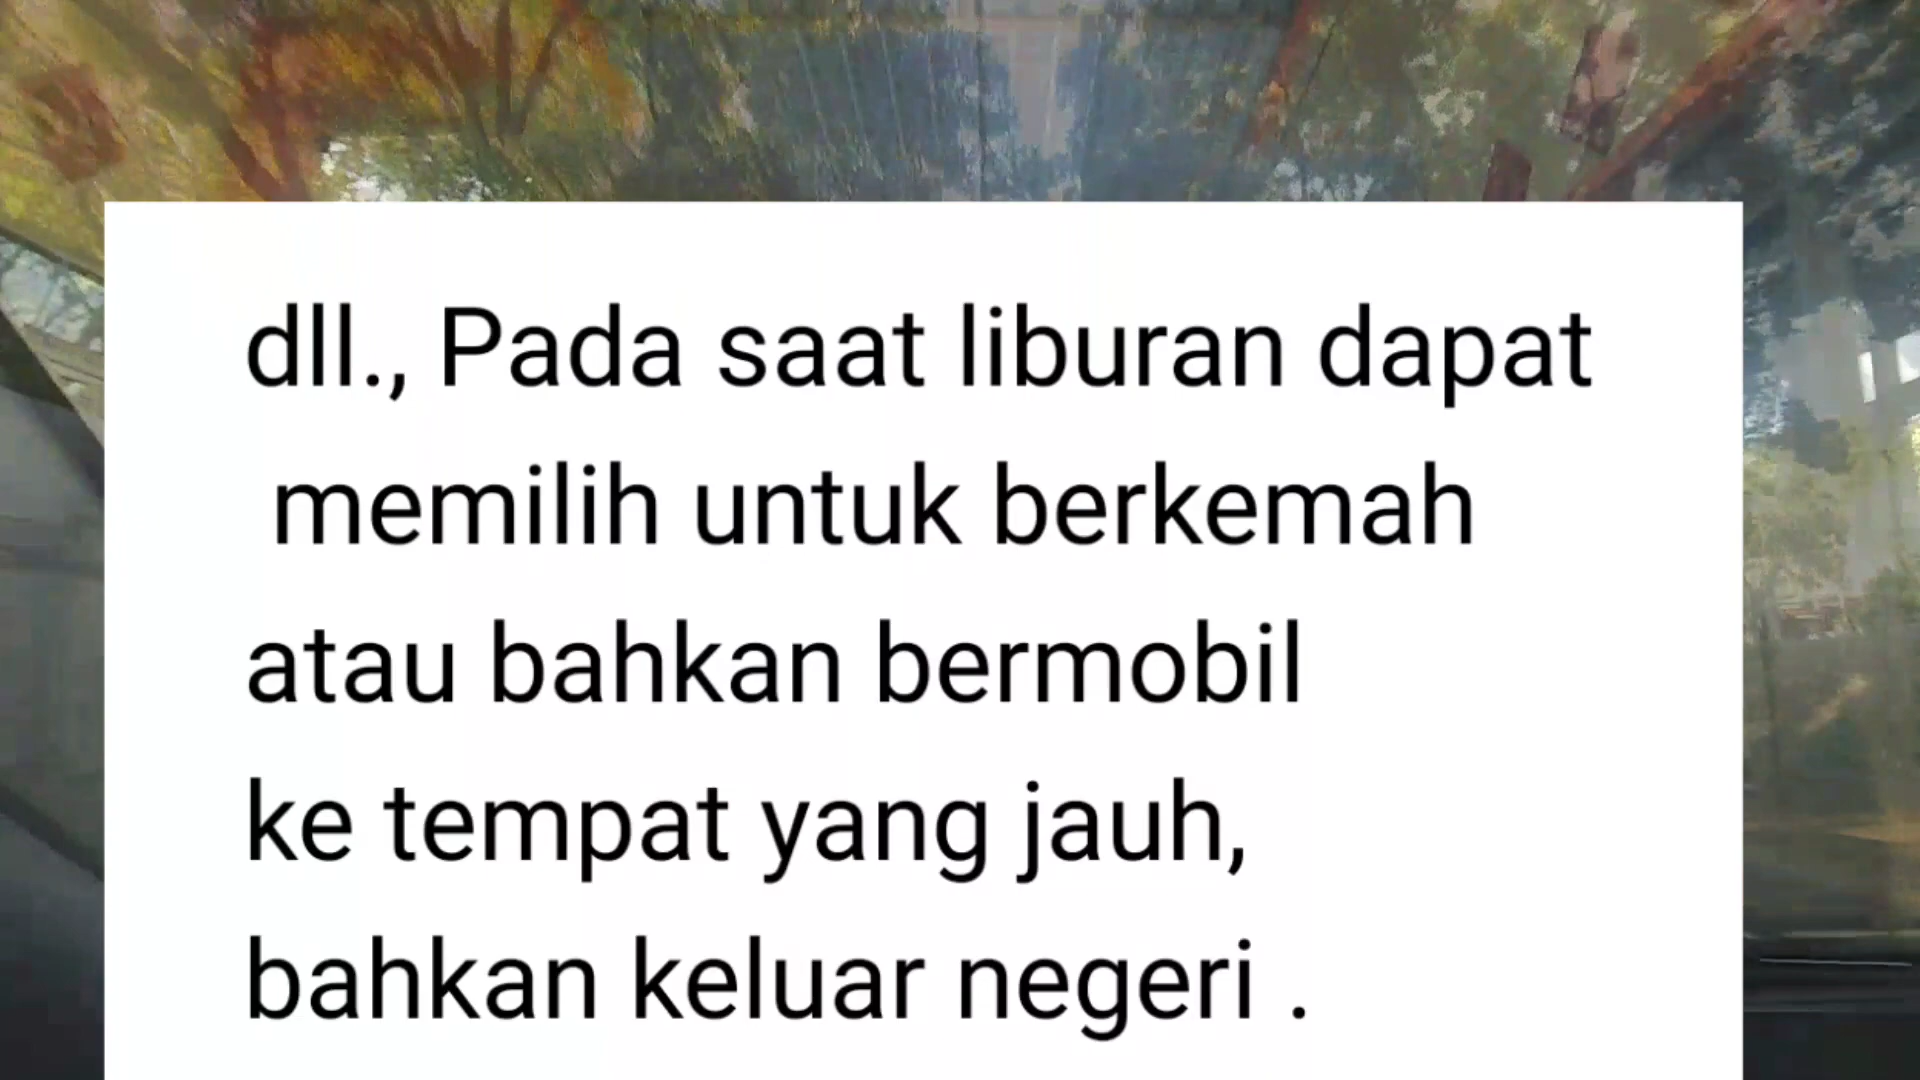 dll., Pada saat liburan dapat
memilih untuk berkemah
atau bahkan bermobil
ke tempat yang jauh,
bahkan keluar negeri .